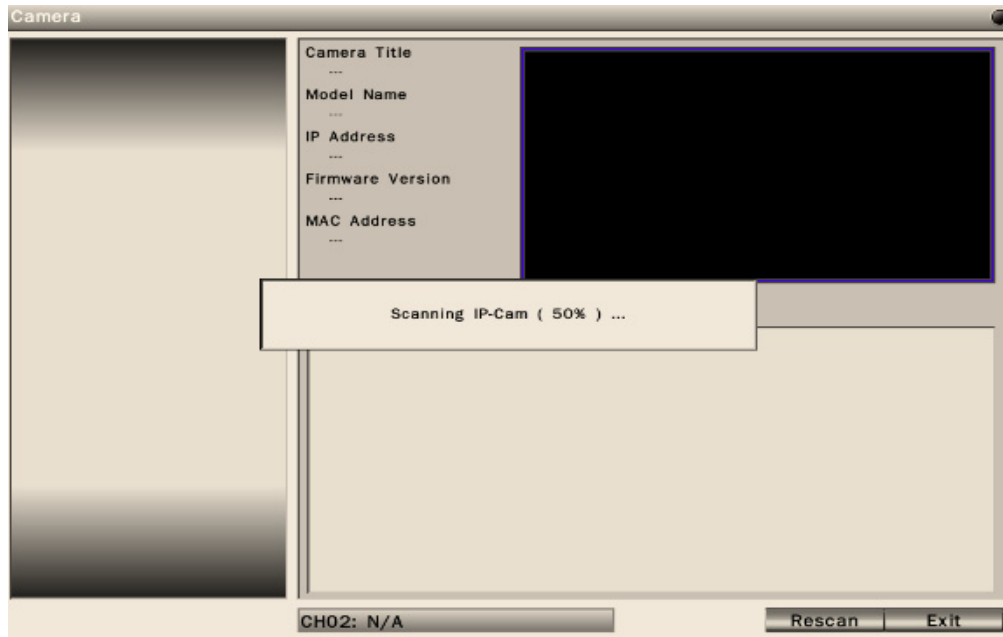 Camera
Camera Title
---
Model Name
---
IP Address
---
Firmware Version
---
MAC Address
---
Scanning IP-Cam ( 50% ) ...
CH02: N/A
Rescan
Exit